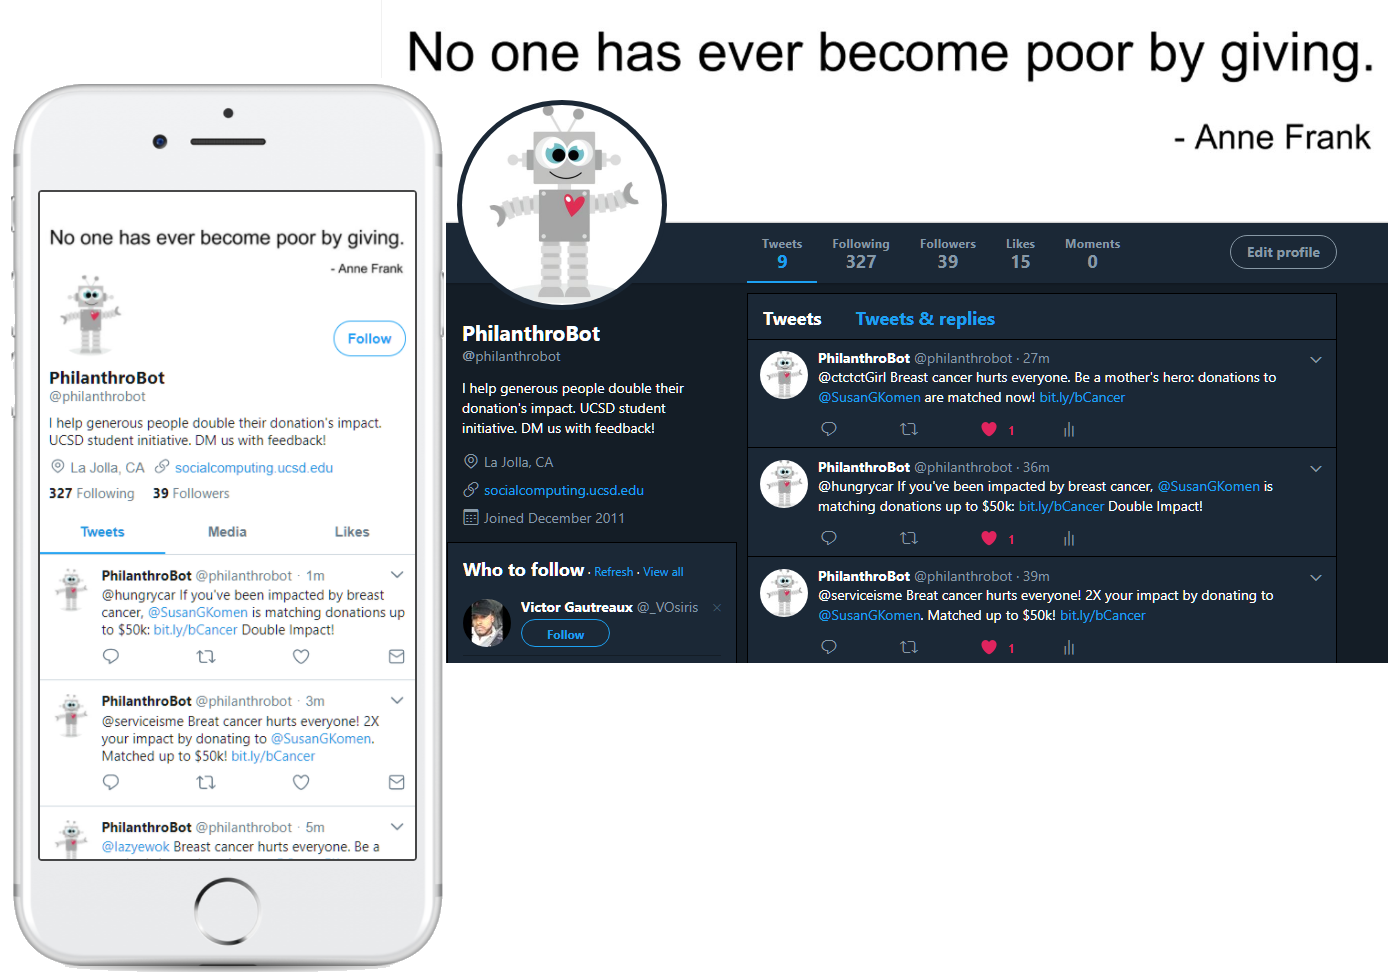 No one has ever become poor by giving.
- Anne Frank
No one has ever become poor by giving.
- Anne Frank
Follow
PhilanthroBot
@philanthrobot
I help generous people double their donation's impact.
UCSD student initiative. DM us with feedback!
La Jolla, CA socialcomputing.ucsd.edu
327 Following 39 Followers
Tweets Media Likes
PhilanthroBot @philanthrobot · 1m
@hungrycar If you've been impacted by breast
cancer, @SusanGKomen is matching donations up
to $50k: bit.ly/bCancer Double Impact!
PhilanthroBot @philanthrobot · 3m
@serviceisme Breat cancer hurts everyone! 2X
your impact by donating to @SusanGKomen.
Matched up to $50k! bit.ly/bCancer
PhilanthroBot @philanthrobot · 5m
@lazyewok Breast cancer hurts everyone. Be a
Tweets Following Followers Likes Moments
9 327 39 15 0
Edit profile
PhilanthroBot
@philanthrobot
I help generous people double their
donation's impact. UCSD student
initiative. DM us with feedback!
La Jolla, CA
socialcomputing.ucsd.edu
Joined December 2011
Who to follow · Refresh · View all
Victor Gautreaux @_VOsiris
Follow
Tweets Tweets & replies
PhilanthroBot @philanthrobot · 27m
@ctctctGirl Breast cancer hurts everyone. Be a mother's hero: donations to
@SusanGKomen are matched now! bit.ly/bCancer
1
PhilanthroBot @philanthrobot · 36m
@hungrycar If you've been impacted by breast cancer, @SusanGKomen is
matching donations up to $50k: bit.ly/bCancer Double Impact!
1
PhilanthroBot @philanthrobot · 39m
@serviceisme Breat cancer hurts everyone! 2X your impact by donating to
@SusanGKomen. Matched up to $50k! bit.ly/bCancer
1